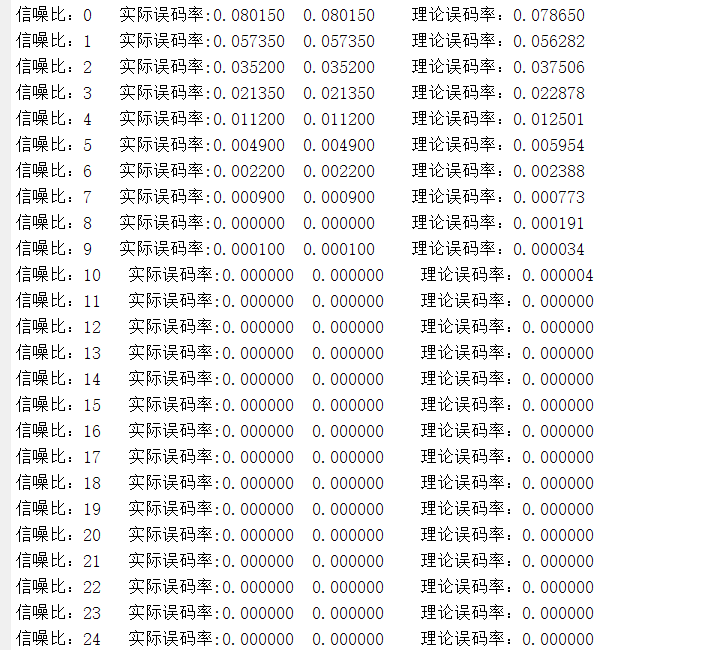 信噪比：0   实际误码率:0.080150  0.080150    理论误码率：0.078650
信噪比：1   实际误码率:0.057350  0.057350    理论误码率：0.056282
信噪比：2   实际误码率:0.035200  0.035200    理论误码率：0.037506
信噪比：3   实际误码率:0.021350  0.021350    理论误码率：0.022878
信噪比：4   实际误码率:0.011200  0.011200    理论误码率：0.012501
信噪比：5   实际误码率:0.004900  0.004900    理论误码率：0.005954
信噪比：6   实际误码率:0.002200  0.002200    理论误码率：0.002388
信噪比：7   实际误码率:0.000900  0.000900    理论误码率：0.000773
信噪比：8   实际误码率:0.000000  0.000000    理论误码率：0.000191
信噪比：9   实际误码率:0.000100  0.000100    理论误码率：0.000034
信噪比：10   实际误码率:0.000000  0.000000    理论误码率：0.000004
信噪比：11   实际误码率:0.000000  0.000000    理论误码率：0.000000
信噪比：12   实际误码率:0.000000  0.000000    理论误码率：0.000000
信噪比：13   实际误码率:0.000000  0.000000    理论误码率：0.000000
信噪比：14   实际误码率:0.000000  0.000000    理论误码率：0.000000
信噪比：15   实际误码率:0.000000  0.000000    理论误码率：0.000000
信噪比：16   实际误码率:0.000000  0.000000    理论误码率：0.000000
信噪比：17   实际误码率:0.000000  0.000000    理论误码率：0.000000
信噪比：18   实际误码率:0.000000  0.000000    理论误码率：0.000000
信噪比：19   实际误码率:0.000000  0.000000    理论误码率：0.000000
信噪比：20   实际误码率:0.000000  0.000000    理论误码率：0.000000
信噪比：21   实际误码率:0.000000  0.000000    理论误码率：0.000000
信噪比：22   实际误码率:0.000000  0.000000    理论误码率：0.000000
信噪比：23   实际误码率:0.000000  0.000000    理论误码率：0.000000
信噪比：24   实际误码率:0.000000  0.000000    理论误码率：0.000000